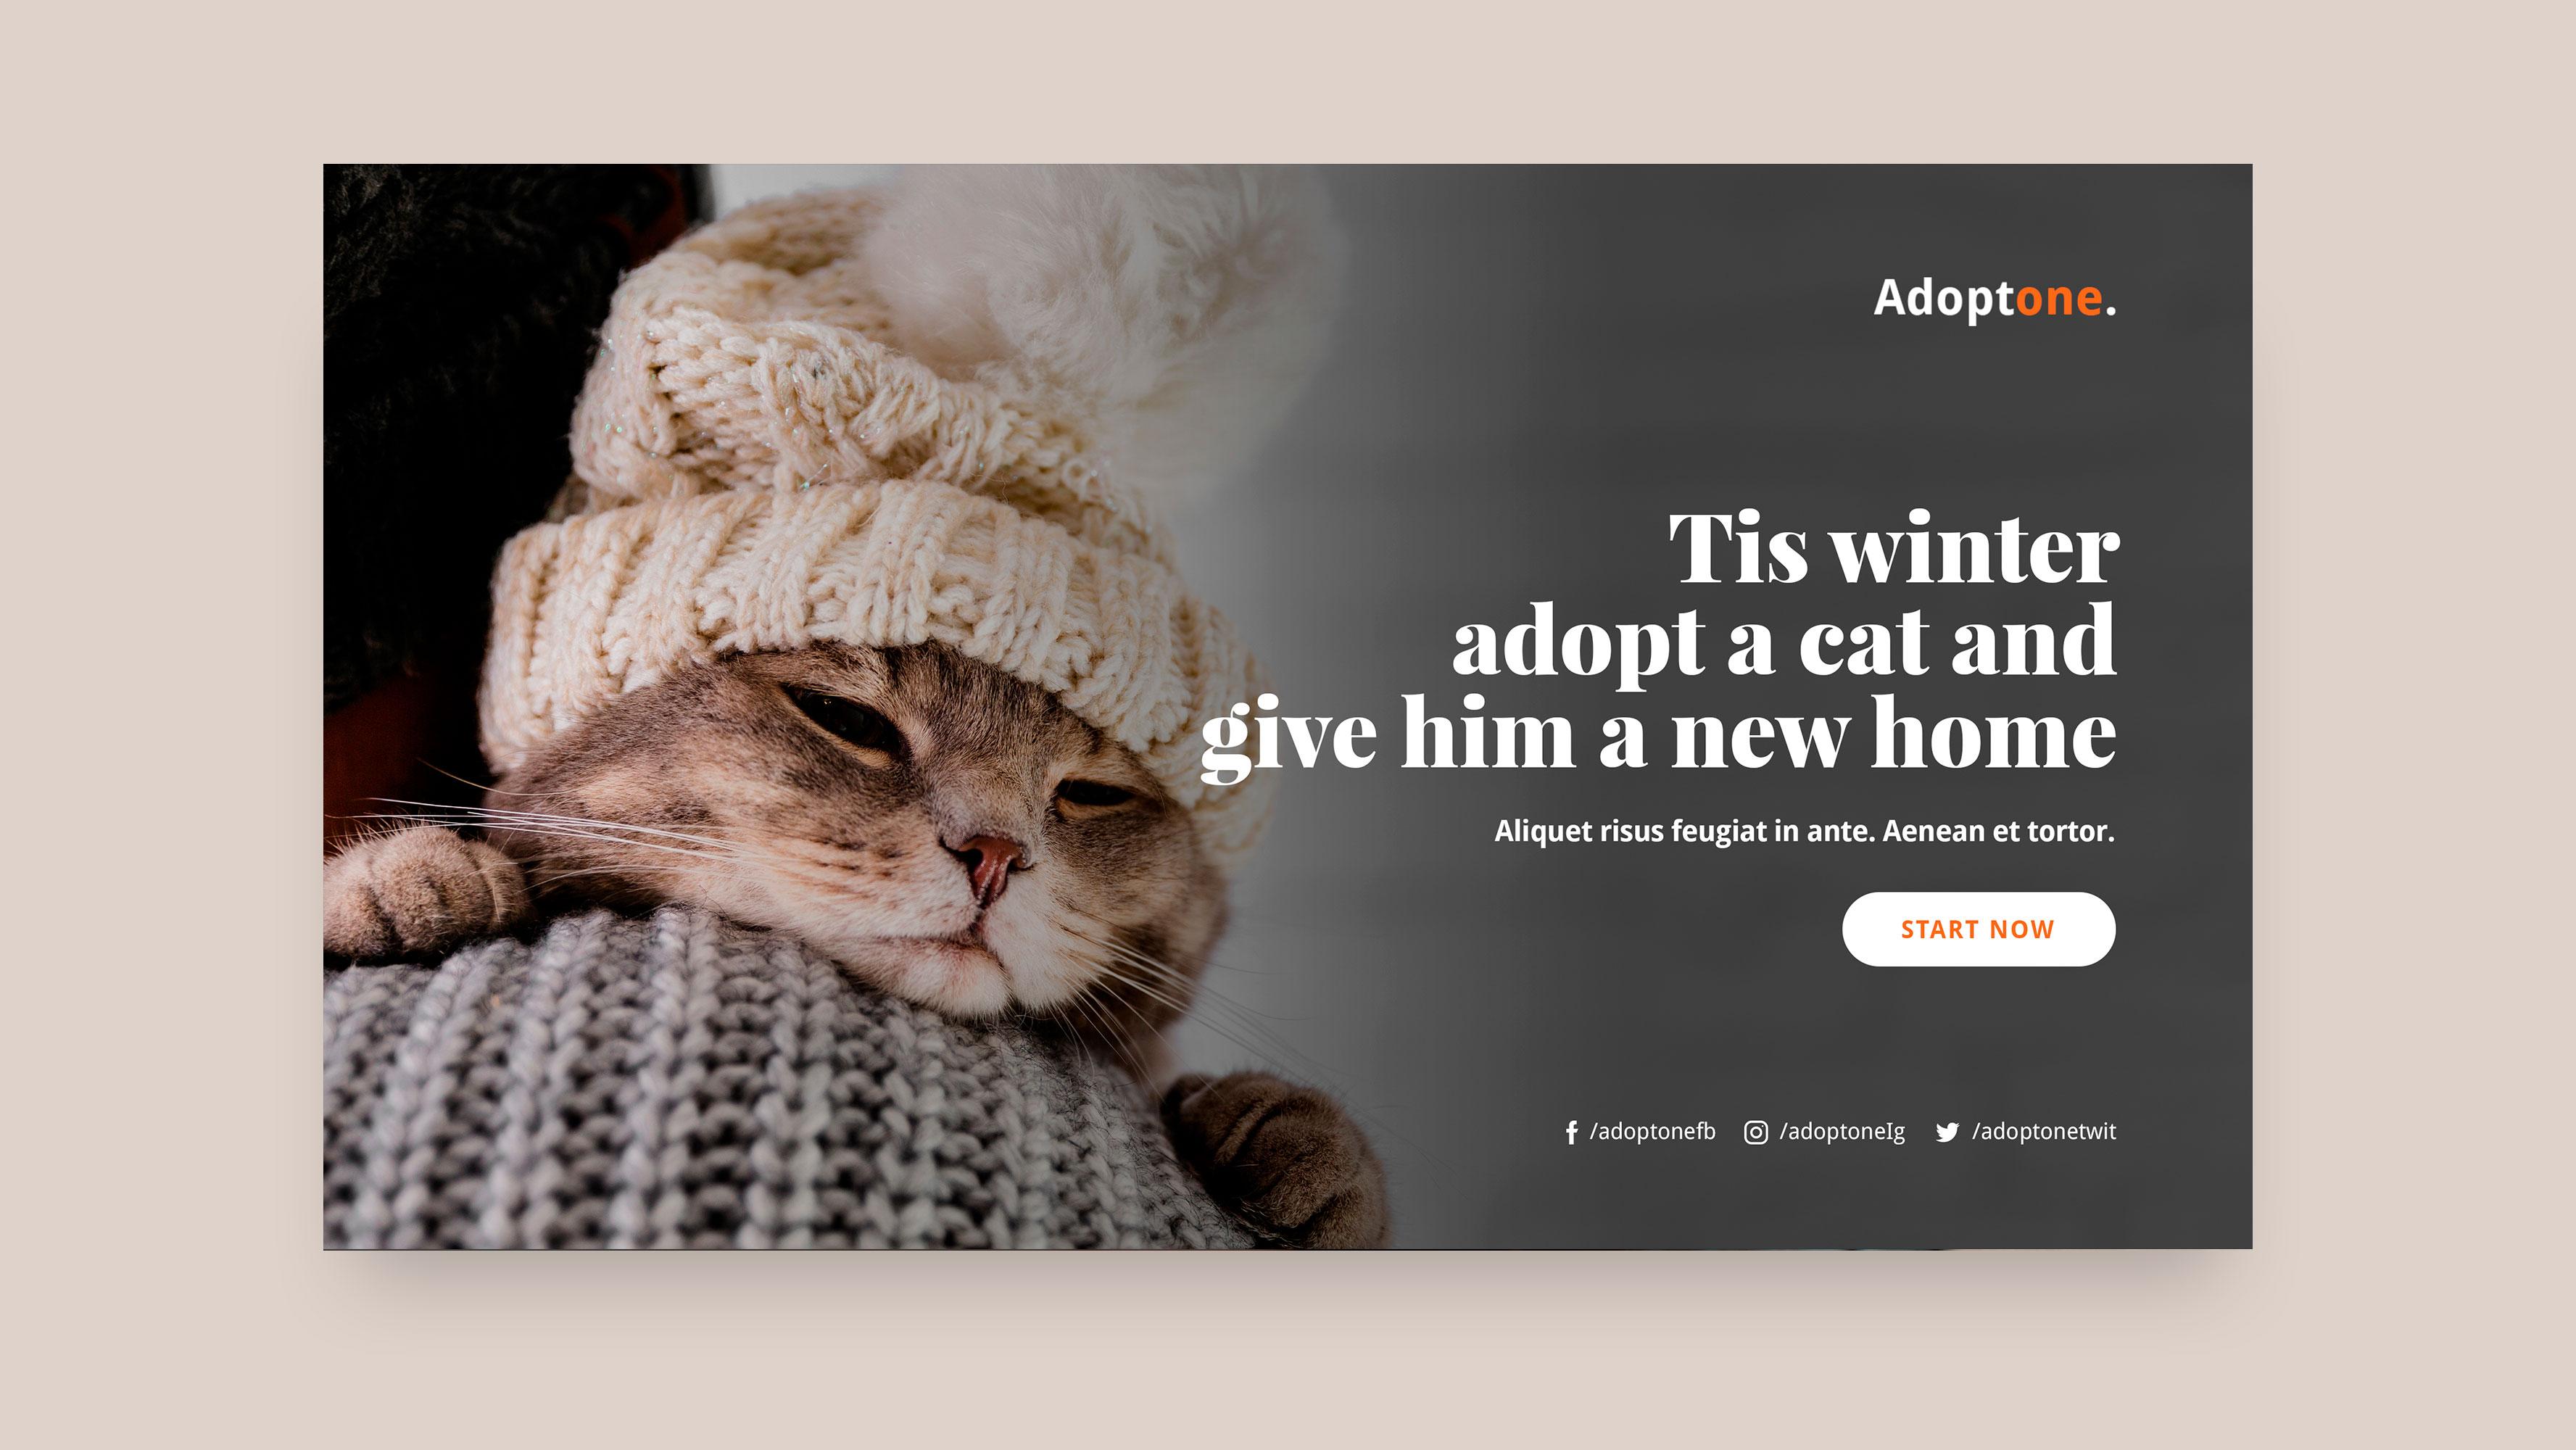 Adoptone.
Tis winter
adopt a cat and
give him a new home
Aliquet risus feugiat in ante. Aenean et tortor.
START NOW
/adoptonefb /adoptoneIg /adoptonetwit